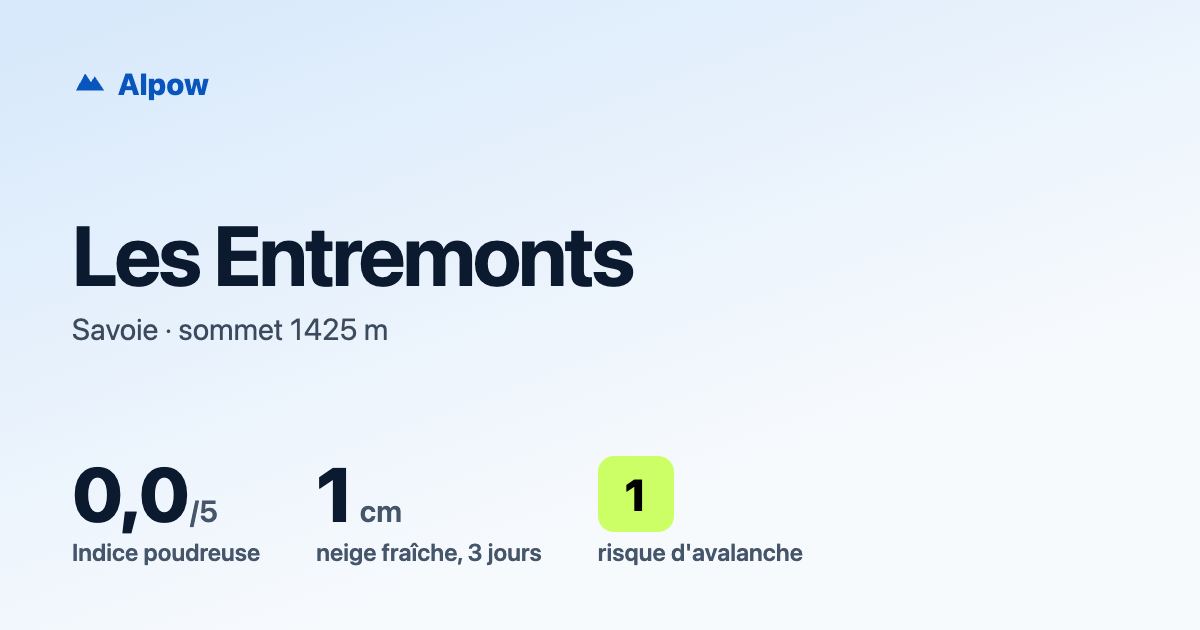 Alpow
Les Entremonts
Savoie · sommet 1425 m
0,0/5
Indice poudreuse
1 cm
neige fraîche, 3 jours
1
risque d'avalanche